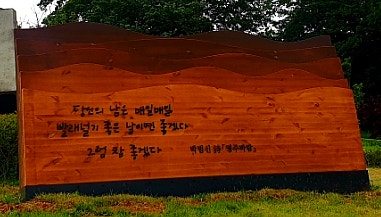 당신의 날은 매일매일
빨래널기 좋은 날이면 좋겠다
그럼 참 좋겠다